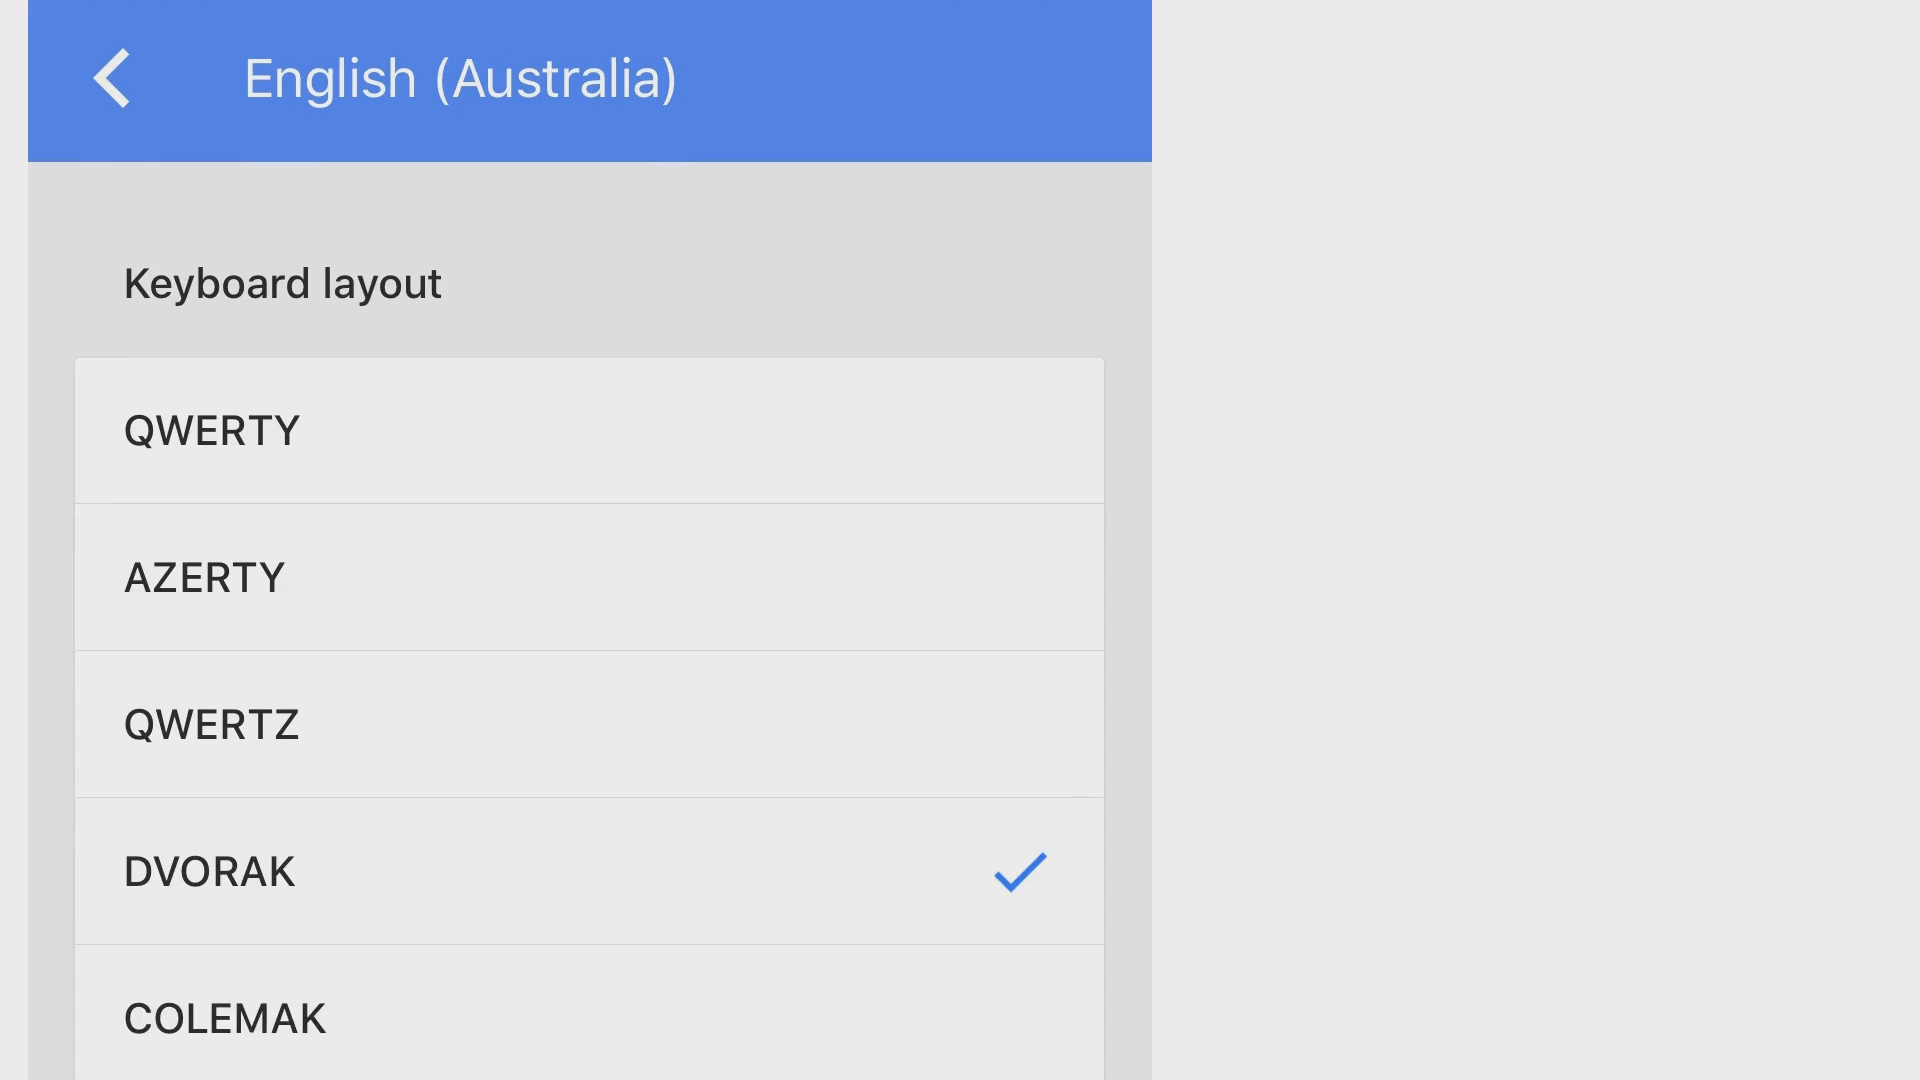 English (Australia)
Keyboard layout
QWERTY
AZERTY
QWERTZ
DVORAK
COLEMAK